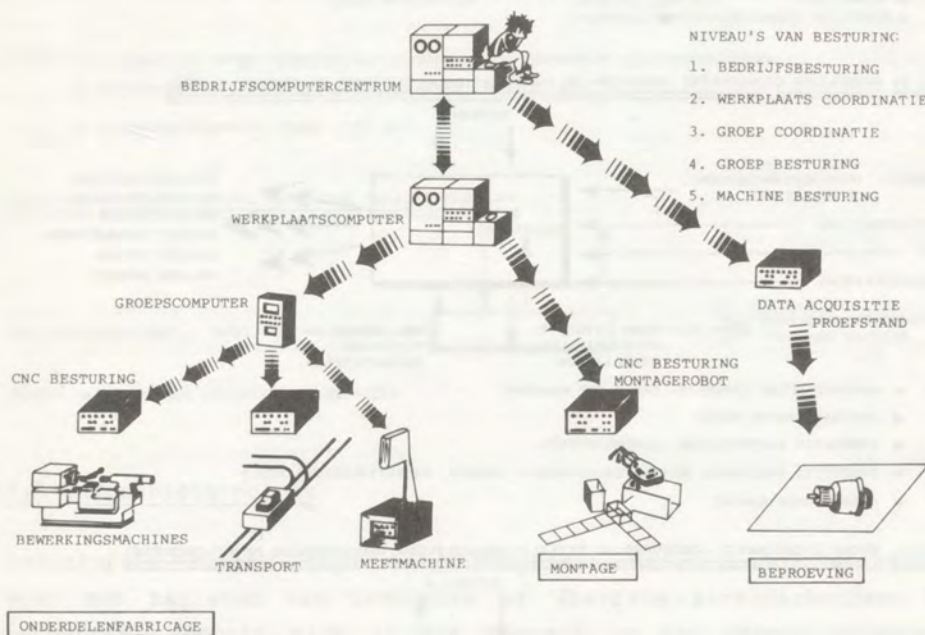 NIVEAU'S VAN BESTURING
1. BEDRIJFSBESTURING
2. WERKPLAATS COORDINATIE
3. GROEP COORDINATIE
4. GROEP BESTURING
5. MACHINE BESTURING
BEDRIJFSCOMPUTERCENTRUM
WERKPLAATSCOMPUTER
GROEPSCOMPUTER
DATA ACQUISITIE
PROEFSTAND
CNC BESTURING
CNC BESTURING
MONTAGEROBOT
BEWERKINGSMACHINES
TRANSPORT
MEETMACHINE
MONTAGE
BEPROEVING
ONDERDELENFABRICAGE